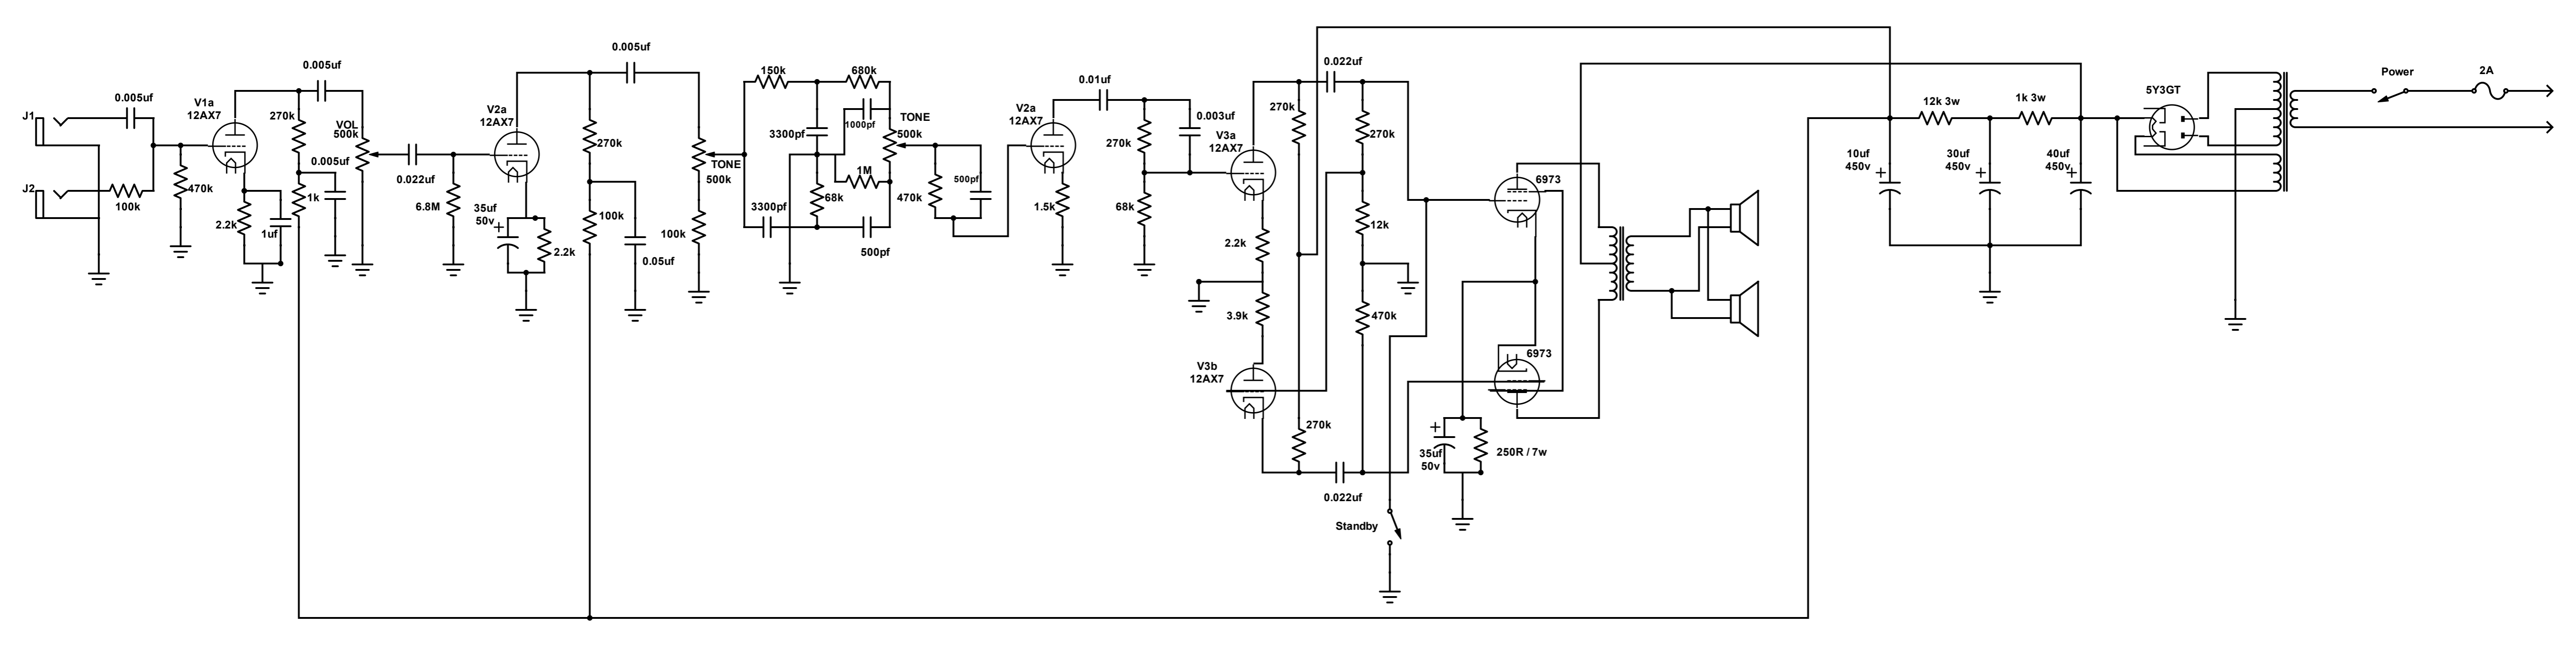 J1
0.005uf
J2
100k
470k
V1a
12AX7
2.2k
1uf
270k
0.005uf
1k
0.005uf
VOL
500k
0.022uf
6.8M
V2a
12AX7
35uf
50v
2.2k
270k
100k
0.05uf
0.005uf
TONE
500k
100k
150k
680k
3300pf
1000pf
TONE
500k
1M
68k
3300pf
500pf
470k
500pf
V2a
12AX7
1.5k
0.01uf
270k
0.003uf
68k
V3a
12AX7
2.2k
3.9k
V3b
12AX7
270k
0.022uf
270k
12k
470k
270k
0.022uf
Standby
6973
6973
35uf
50v
250R / 7w
12k 3w
1k 3w
10uf
450v
30uf
450v
40uf
450v
5Y3GT
Power
2A